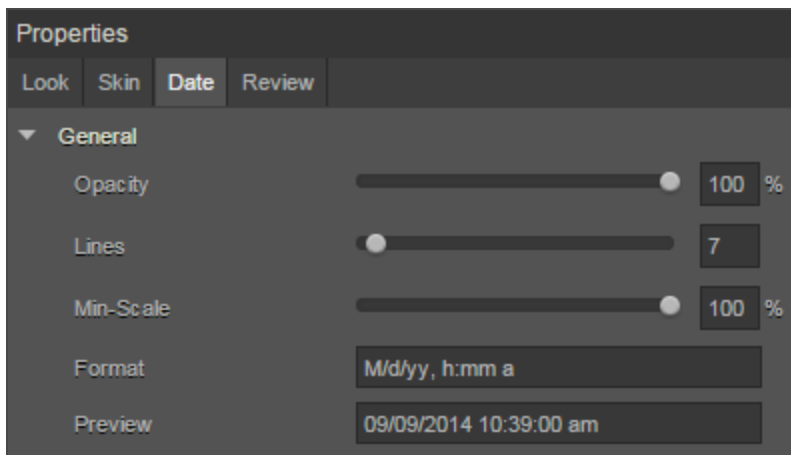 Properties
Look Skin Date Review
General
Opacity 100 %
Lines 7
Min-Scale 100 %
Format M/d/yy, h:mm a
Preview 09/09/2014 10:39:00 am